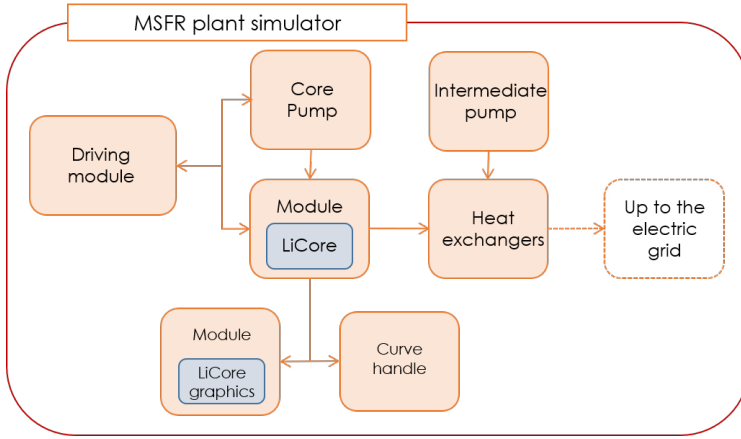 MSFR plant simulator
Core
Pump
Intermediate
pump
Driving
module
Module
LiCore
Heat
exchangers
Up to the
electric
grid
Module
LiCore
graphics
Curve
handle